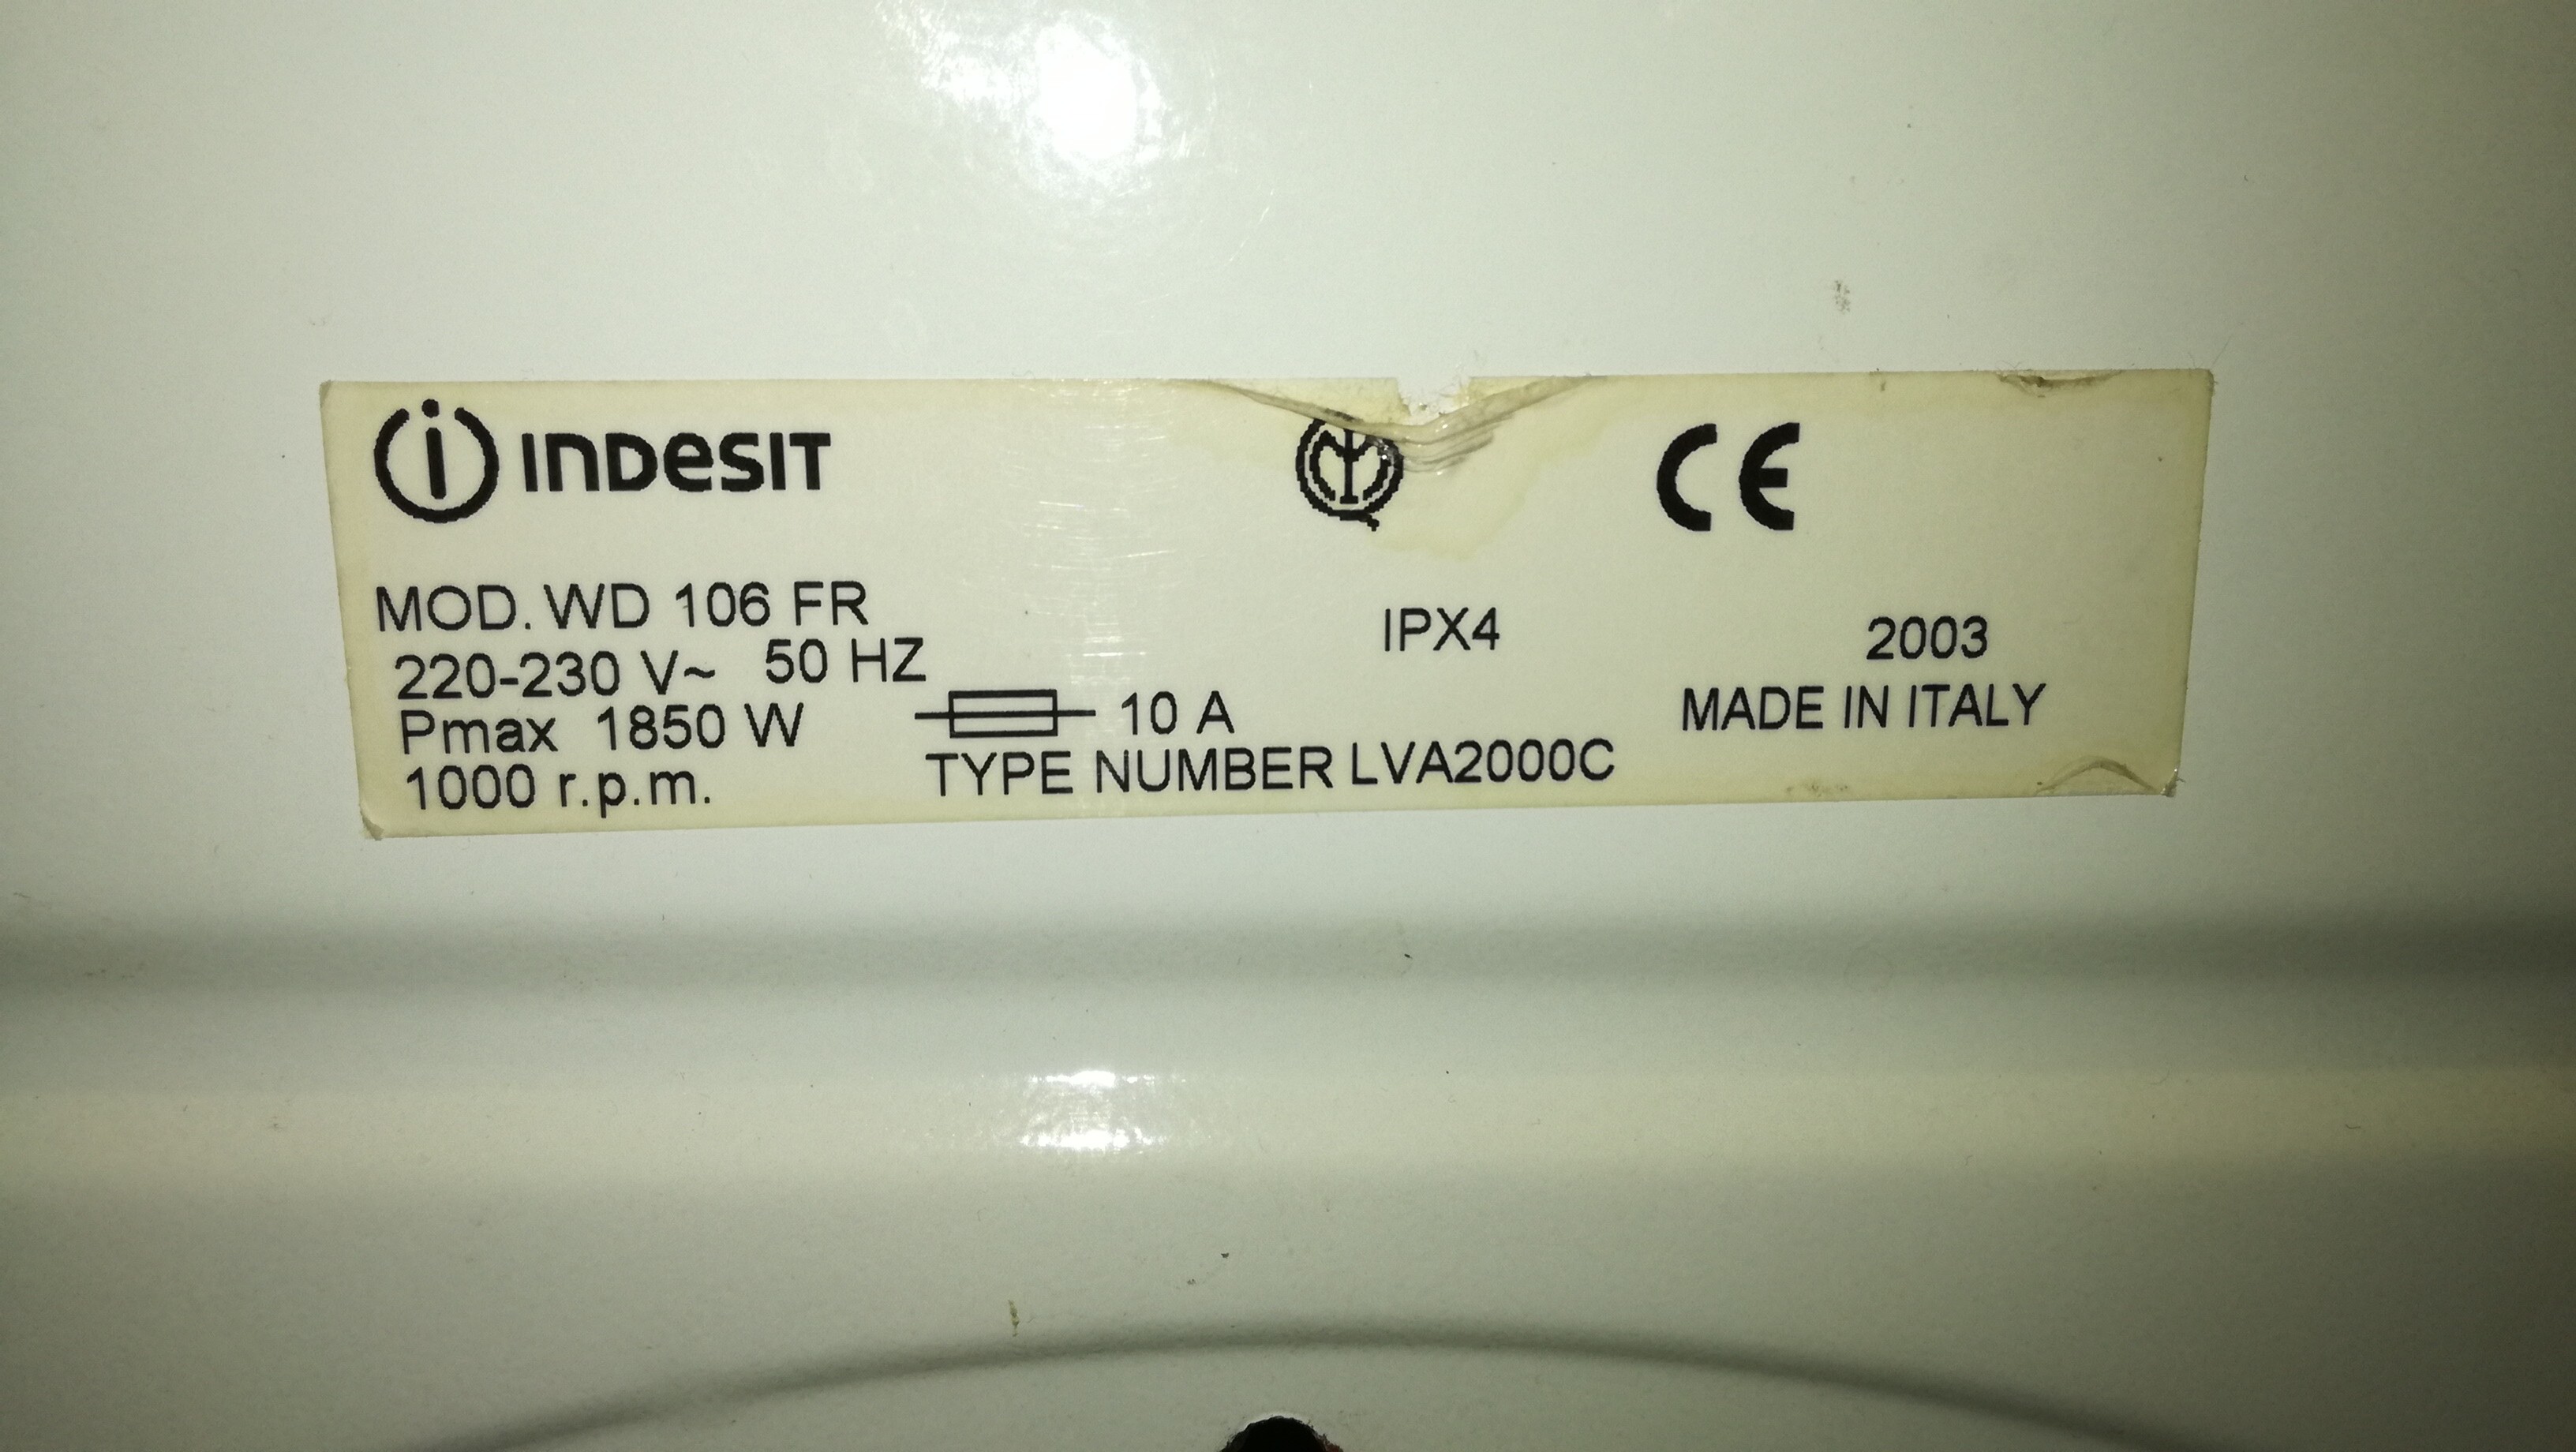 INDESIT CE
MOD. WD 106 FR
220-230 V~ 50 HZ IPX4 2003
Pmax 1850 W 10 A MADE IN ITALY
1000 r.p.m. TYPE NUMBER LVA2000C